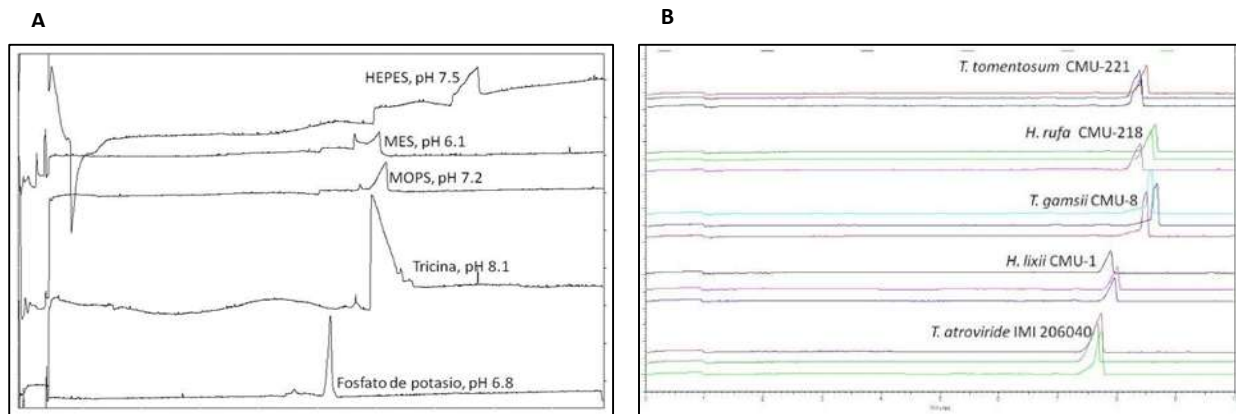 A
HEPES, pH 7.5
MES, pH 6.1
MOPS, pH 7.2
Tricina, pH 8.1
Fosfato de potasio, pH 6.8
B
T. tomentosum CMU-221
H. rufa CMU-218
T. gamsii CMU-8
H. lixii CMU-1
T. atroviride IMI 206040